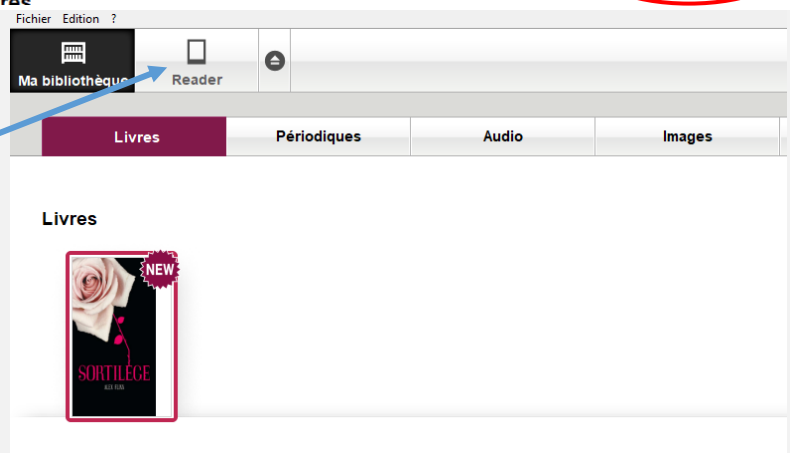 Fichier Edition ?
Ma bibliothèque Reader
Livres Périodiques Audio Images
Livres
NEW
SORTILÈGE